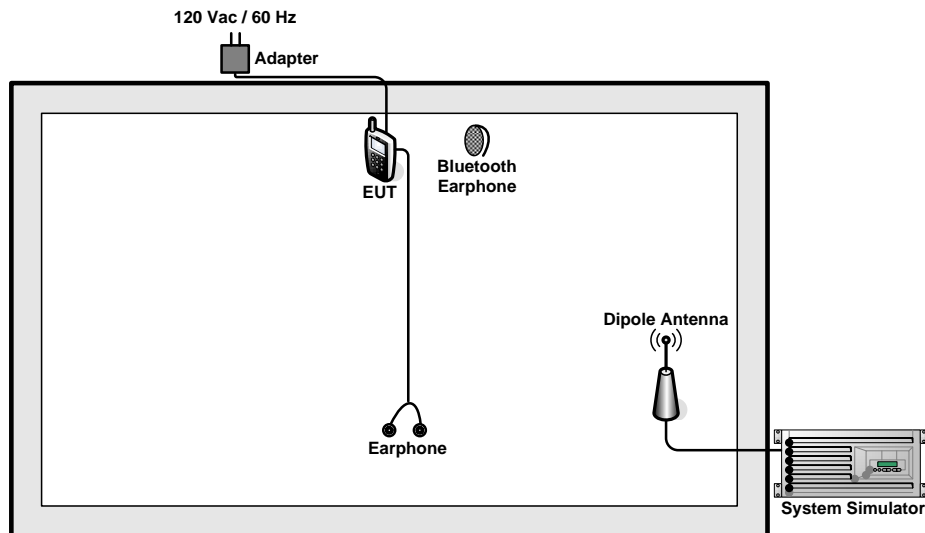 120 Vac / 60 Hz
Adapter
Bluetooth
Earphone
EUT
Dipole Antenna
Earphone
System Simulator